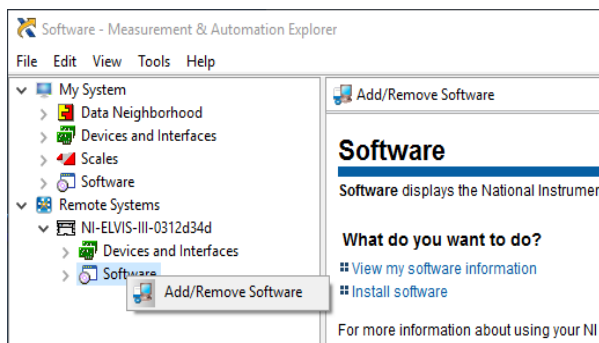 Software - Measurement & Automation Explorer
File Edit View Tools Help
My System
Data Neighborhood
Devices and Interfaces
Scales
Software
Remote Systems
NI-ELVIS-III-0312d34d
Devices and Interfaces
Software
Add/Remove Software
Add/Remove Software
Software
Software displays the National Instrumen
What do you want to do?
View my software information
Install software
For more information about using your NI